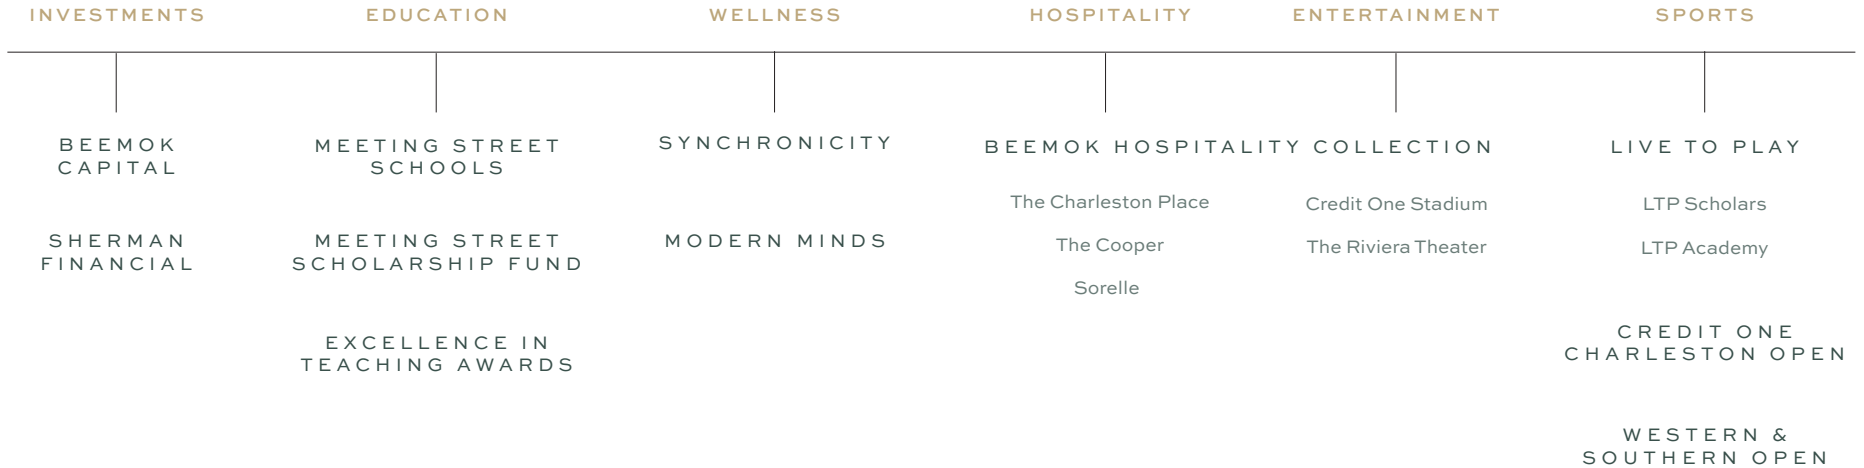 INVESTMENTS
EDUCATION
WELLNESS
HOSPITALITY
ENTERTAINMENT
SPORTS
BEEMOK
CAPITAL
SHERMAN
FINANCIAL
MEETING STREET
SCHOOLS
MEETING STREET
SCHOLARSHIP FUND
EXCELLENCE IN
TEACHING AWARDS
SYNCHRONICITY
MODERN MINDS
BEEMOK HOSPITALITY COLLECTION
The Charleston Place
The Cooper
Sorelle
Credit One Stadium
The Riviera Theater
LIVE TO PLAY
LTP Scholars
LTP Academy
CREDIT ONE
CHARLESTON OPEN
WESTERN &
SOUTHERN OPEN